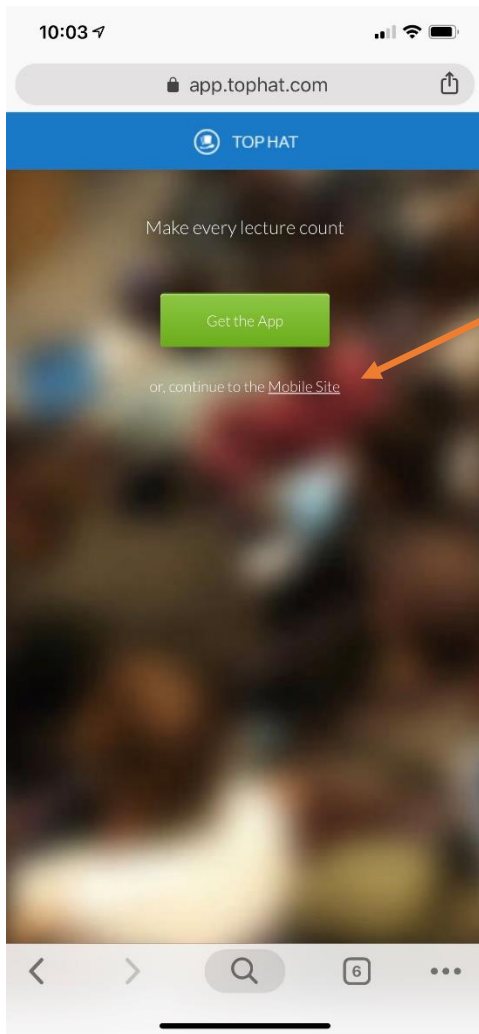 10:03
app.tophat.com
TOP HAT
Make every lecture count
Get the App
or, continue to the Mobile Site
6